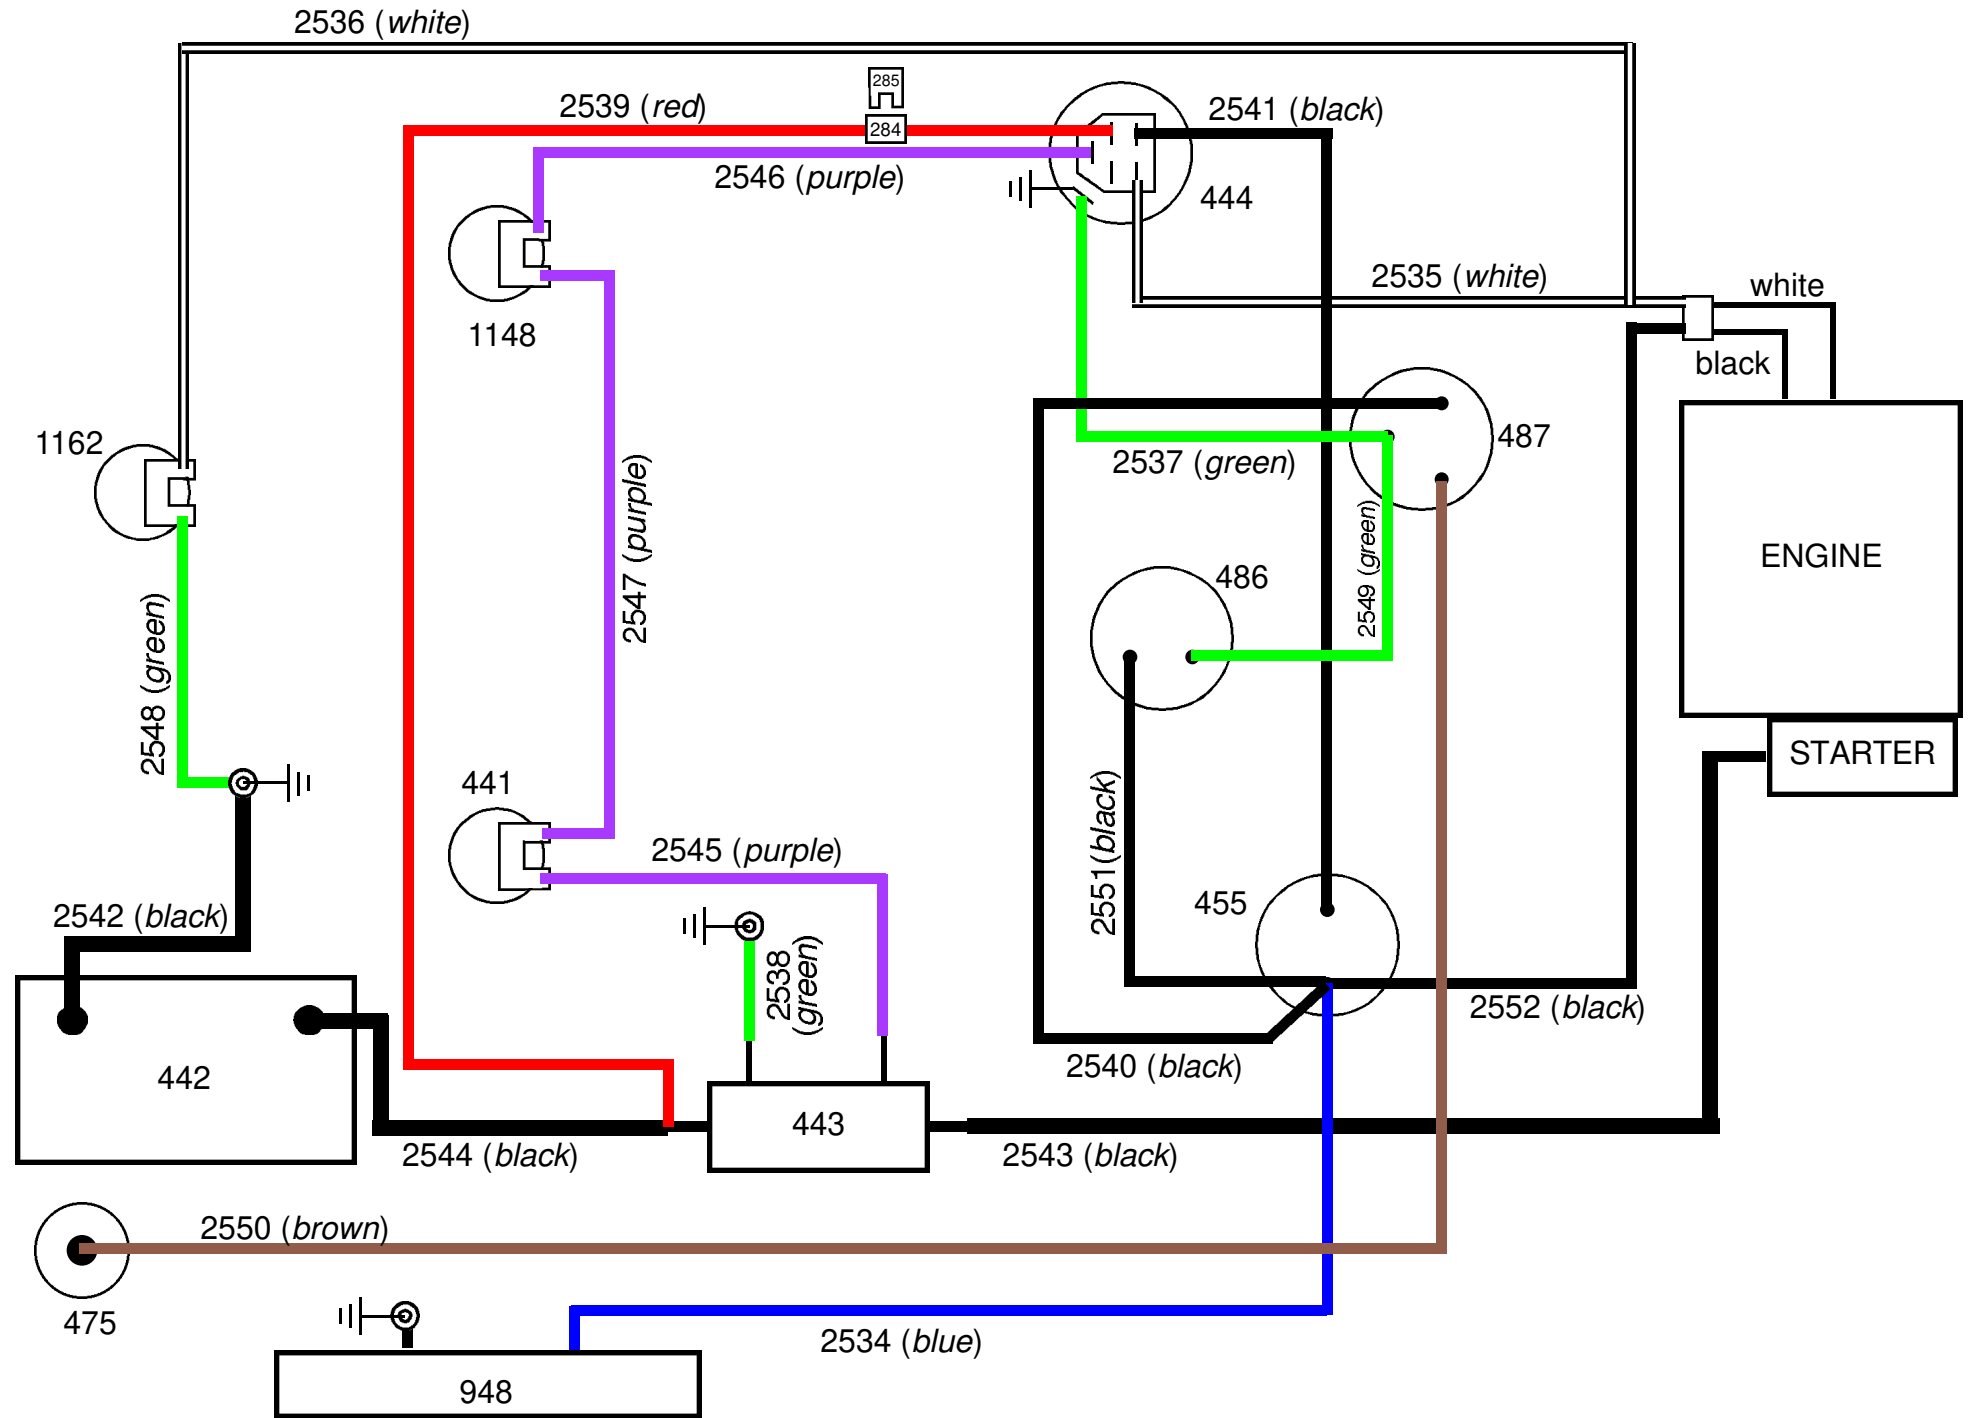 2536 (white)
285
2539 (red)
284
2541 (black)
2546 (purple)
444
2535 (white)
white
1148
black
1162
487
2537 (green)
2547 (purple)
2549 (green)
ENGINE
486
2548 (green)
STARTER
441
2551(black)
2545 (purple)
455
2542 (black)
2538
(green)
2552 (black)
2540 (black)
442
443
2544 (black)
2543 (black)
2550 (brown)
475
2534 (blue)
948